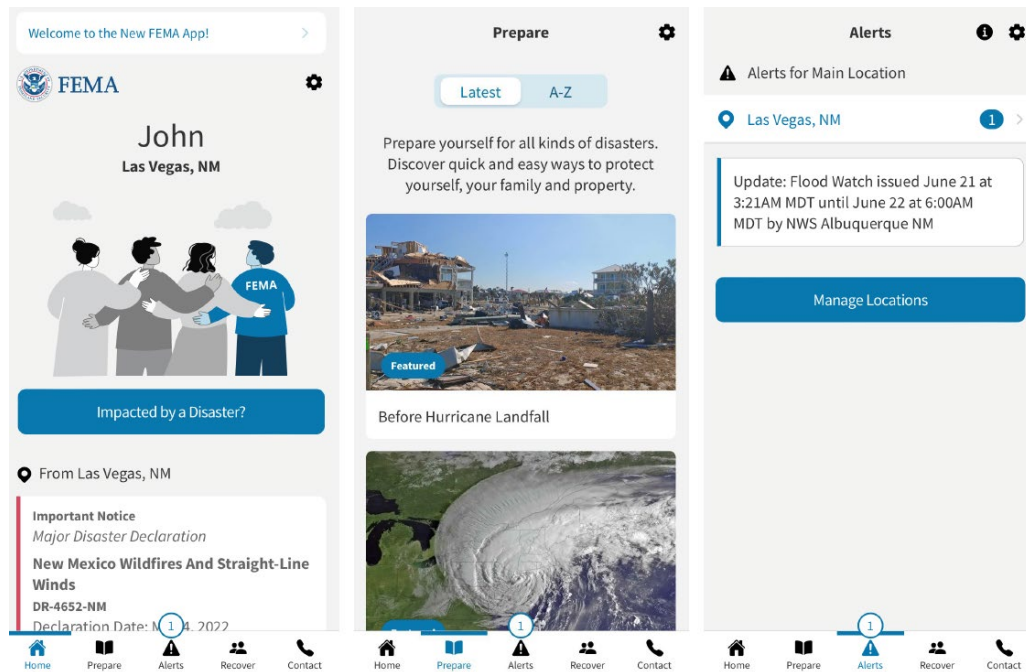 Welcome to the New FEMA App!
FEMA
John
Las Vegas, NM
FEMA
Impacted by a Disaster?
From Las Vegas, NM
Important Notice
Major Disaster Declaration
New Mexico Wildfires And Straight-Line
Winds
DR-4652-NM
Declaration Date: 4, 2022
1
Home
Prepare
Alerts
Recover
Contact
Prepare
Latest
A-Z
Prepare yourself for all kinds of disasters.
Discover quick and easy ways to protect
yourself, your family and property.
Featured
Before Hurricane Landfall
1
Home
Prepare
Alerts
Recover
Contact
Alerts
Alerts for Main Location
Las Vegas, NM
1
Update: Flood Watch issued June 21 at
3:21AM MDT until June 22 at 6:00AM
MDT by NWS Albuquerque NM
Manage Locations
1
Home
Prepare
Alerts
Recover
Contact